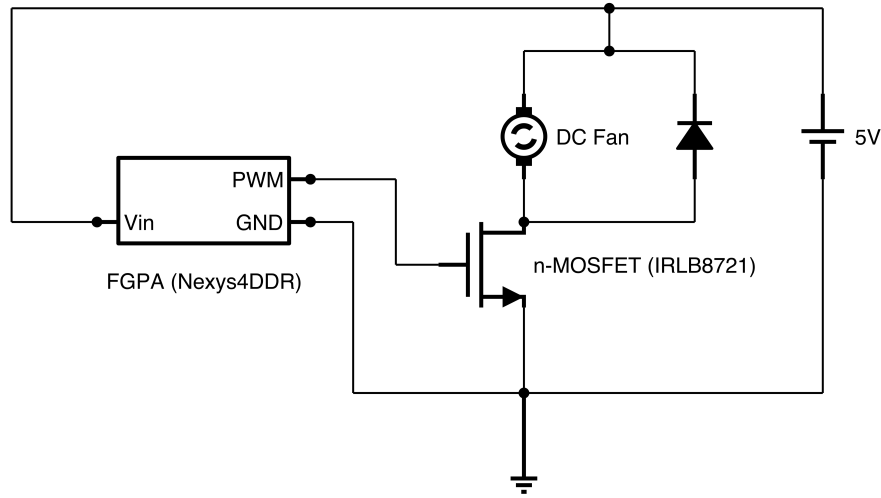 DC Fan
5V
PWM
Vin
GND
n-MOSFET (IRLB8721)
FGPA (Nexys4DDR)